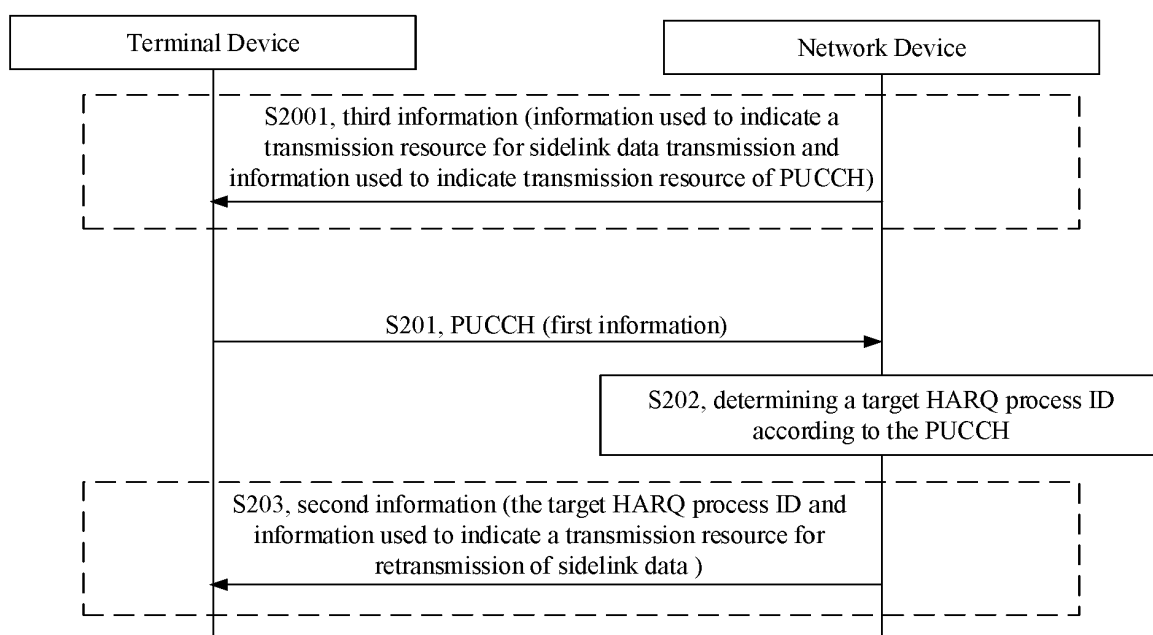 Terminal Device
Network Device
S2001, third information (information used to indicate a
transmission resource for sidelink data transmission and
information used to indicate transmission resource of PUCCH)
S201, PUCCH (first information)
S202, determining a target HARQ process ID
according to the PUCCH
S203, second information (the target HARQ process ID and
information used to indicate a transmission resource for
retransmission of sidelink data )